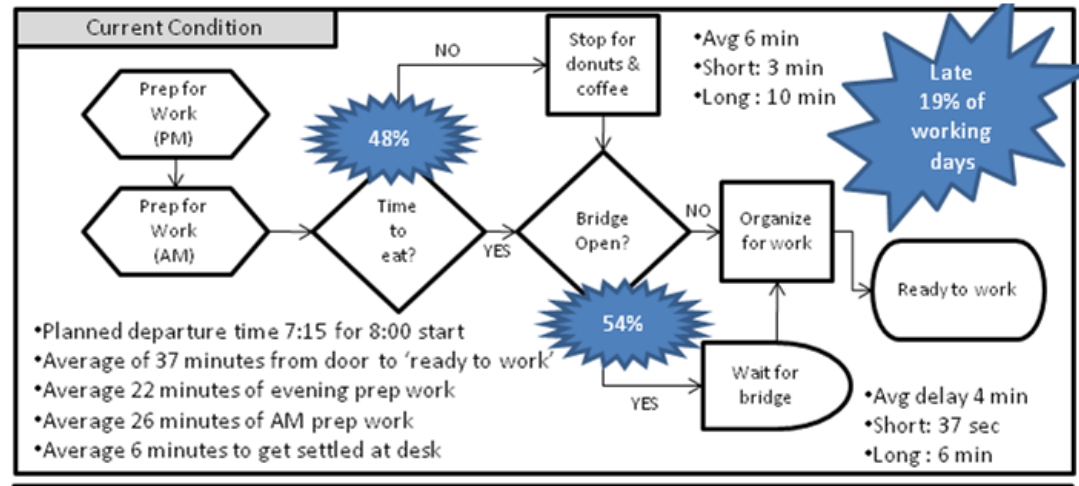 Current Condition
Prep for
Work
(PM)
Prep for
Work
(AM)
NO
48%
Time
to
eat?
YES
Stop for
donuts &
coffee
•Avg 6 min
•Short: 3 min
•Long : 10 min
Late
19% of
working
days
Bridge
Open?
NO
54%
YES
Organize
for work
Wait for
bridge
Ready to work
•Planned departure time 7:15 for 8:00 start
•Average of 37 minutes from door to ‘ready to work’
•Average 22 minutes of evening prep work
•Average 26 minutes of AM prep work
•Average 6 minutes to get settled at desk
•Avg delay 4 min
•Short: 37 sec
•Long : 6 min